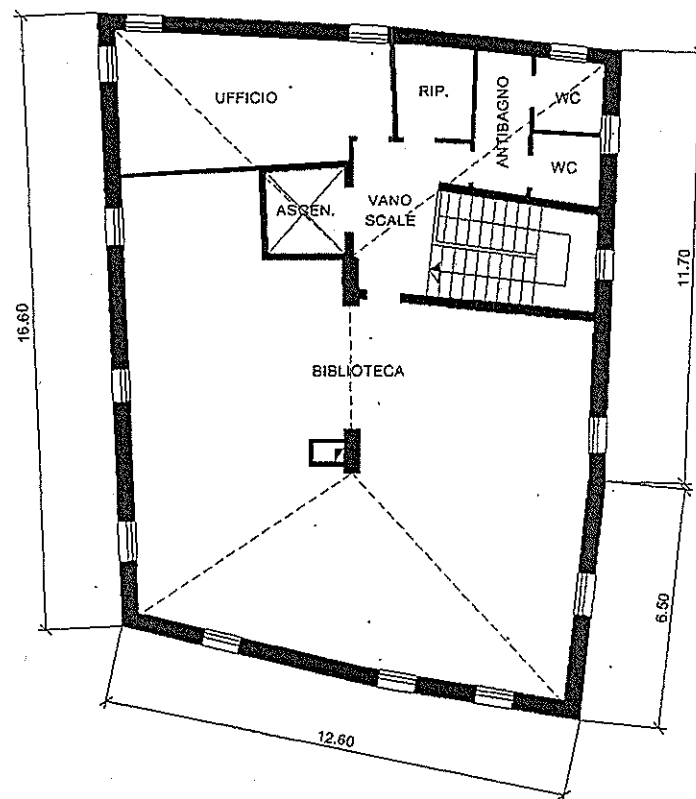 UFFICIO
RIP.
ANTIBAGNO
WC
WC
ASCEN.
VANO
SCALE
BIBLIOTECA
16.60
11.70
6.50
12.60